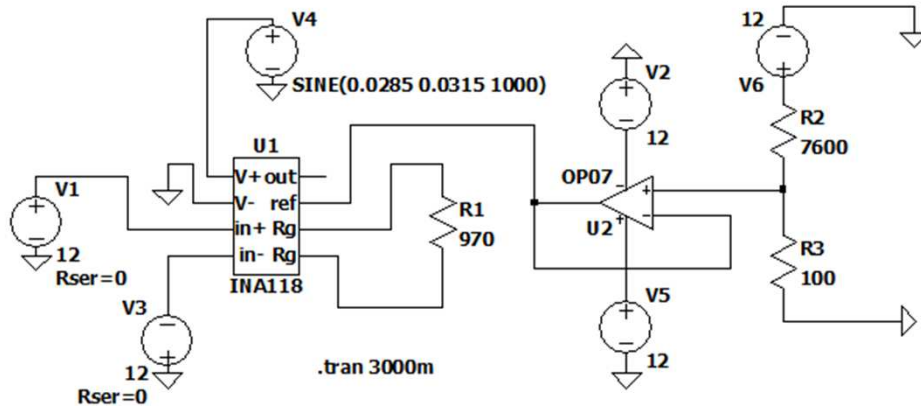 V4
SINE(0.0285 0.0315 1000)
U1
V+ out
V- ref
in+ Rg
in- Rg
INA118
V1
12
Rser=0
V3
12
Rser=0
R1
970
.tran 3000m
V2
12
OP07
U2
V5
12
12
V6
R2
7600
R3
100